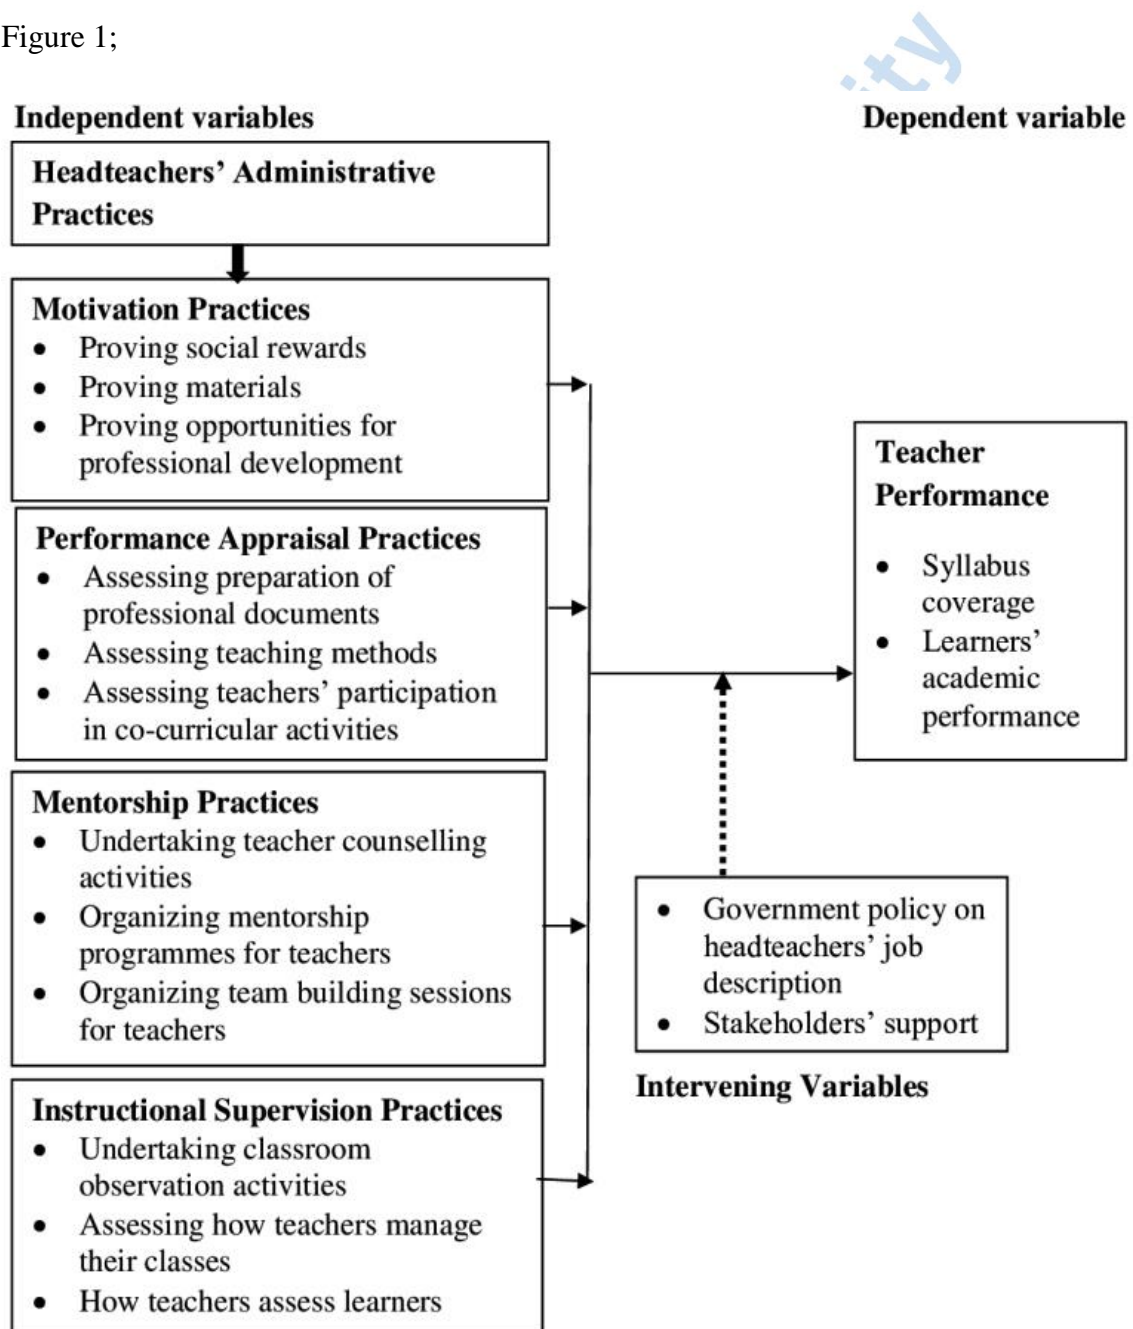 Figure 1;
Independent variables
Dependent variable
Headteachers’ Administrative
Practices
Motivation Practices
• Proving social rewards
• Proving materials
• Proving opportunities for
professional development
Performance Appraisal Practices
• Assessing preparation of
professional documents
• Assessing teaching methods
• Assessing teachers’ participation
in co-curricular activities
Mentorship Practices
• Undertaking teacher counselling
activities
• Organizing mentorship
programmes for teachers
• Organizing team building sessions
for teachers
Instructional Supervision Practices
• Undertaking classroom
observation activities
• Assessing how teachers manage
their classes
• How teachers assess learners
Teacher
Performance
• Syllabus
coverage
• Learners’
academic
performance
• Government policy on
headteachers’ job
description
• Stakeholders’ support
Intervening Variables